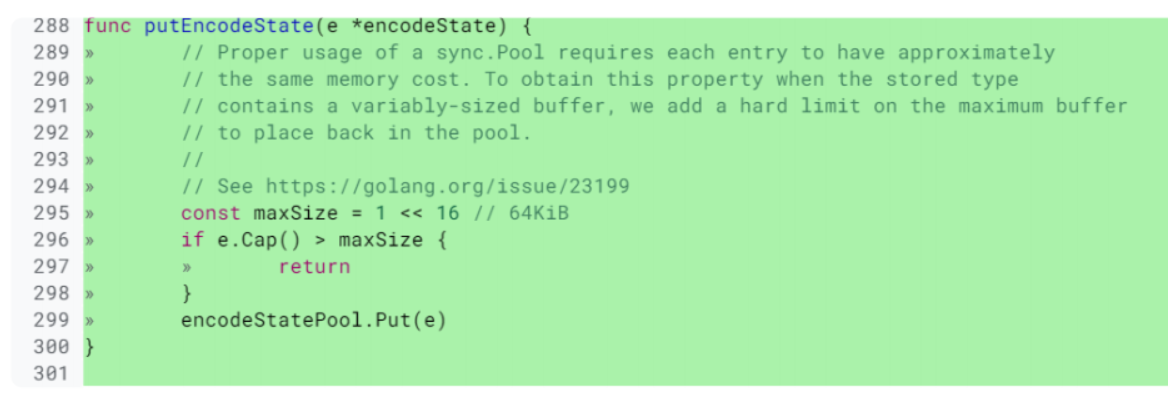 288 func putEncodeState(e *encodeState) {
289 »       // Proper usage of a sync.Pool requires each entry to have approximately
290 »       // the same memory cost. To obtain this property when the stored type
291 »       // contains a variably-sized buffer, we add a hard limit on the maximum buffer
292 »       // to place back in the pool.
293 »       //
294 »       // See https://golang.org/issue/23199
295 »       const maxSize = 1 << 16 // 64KiB
296 »       if e.Cap() > maxSize {
297 »       »       return
298 »       }
299 »       encodeStatePool.Put(e)
300 }
301